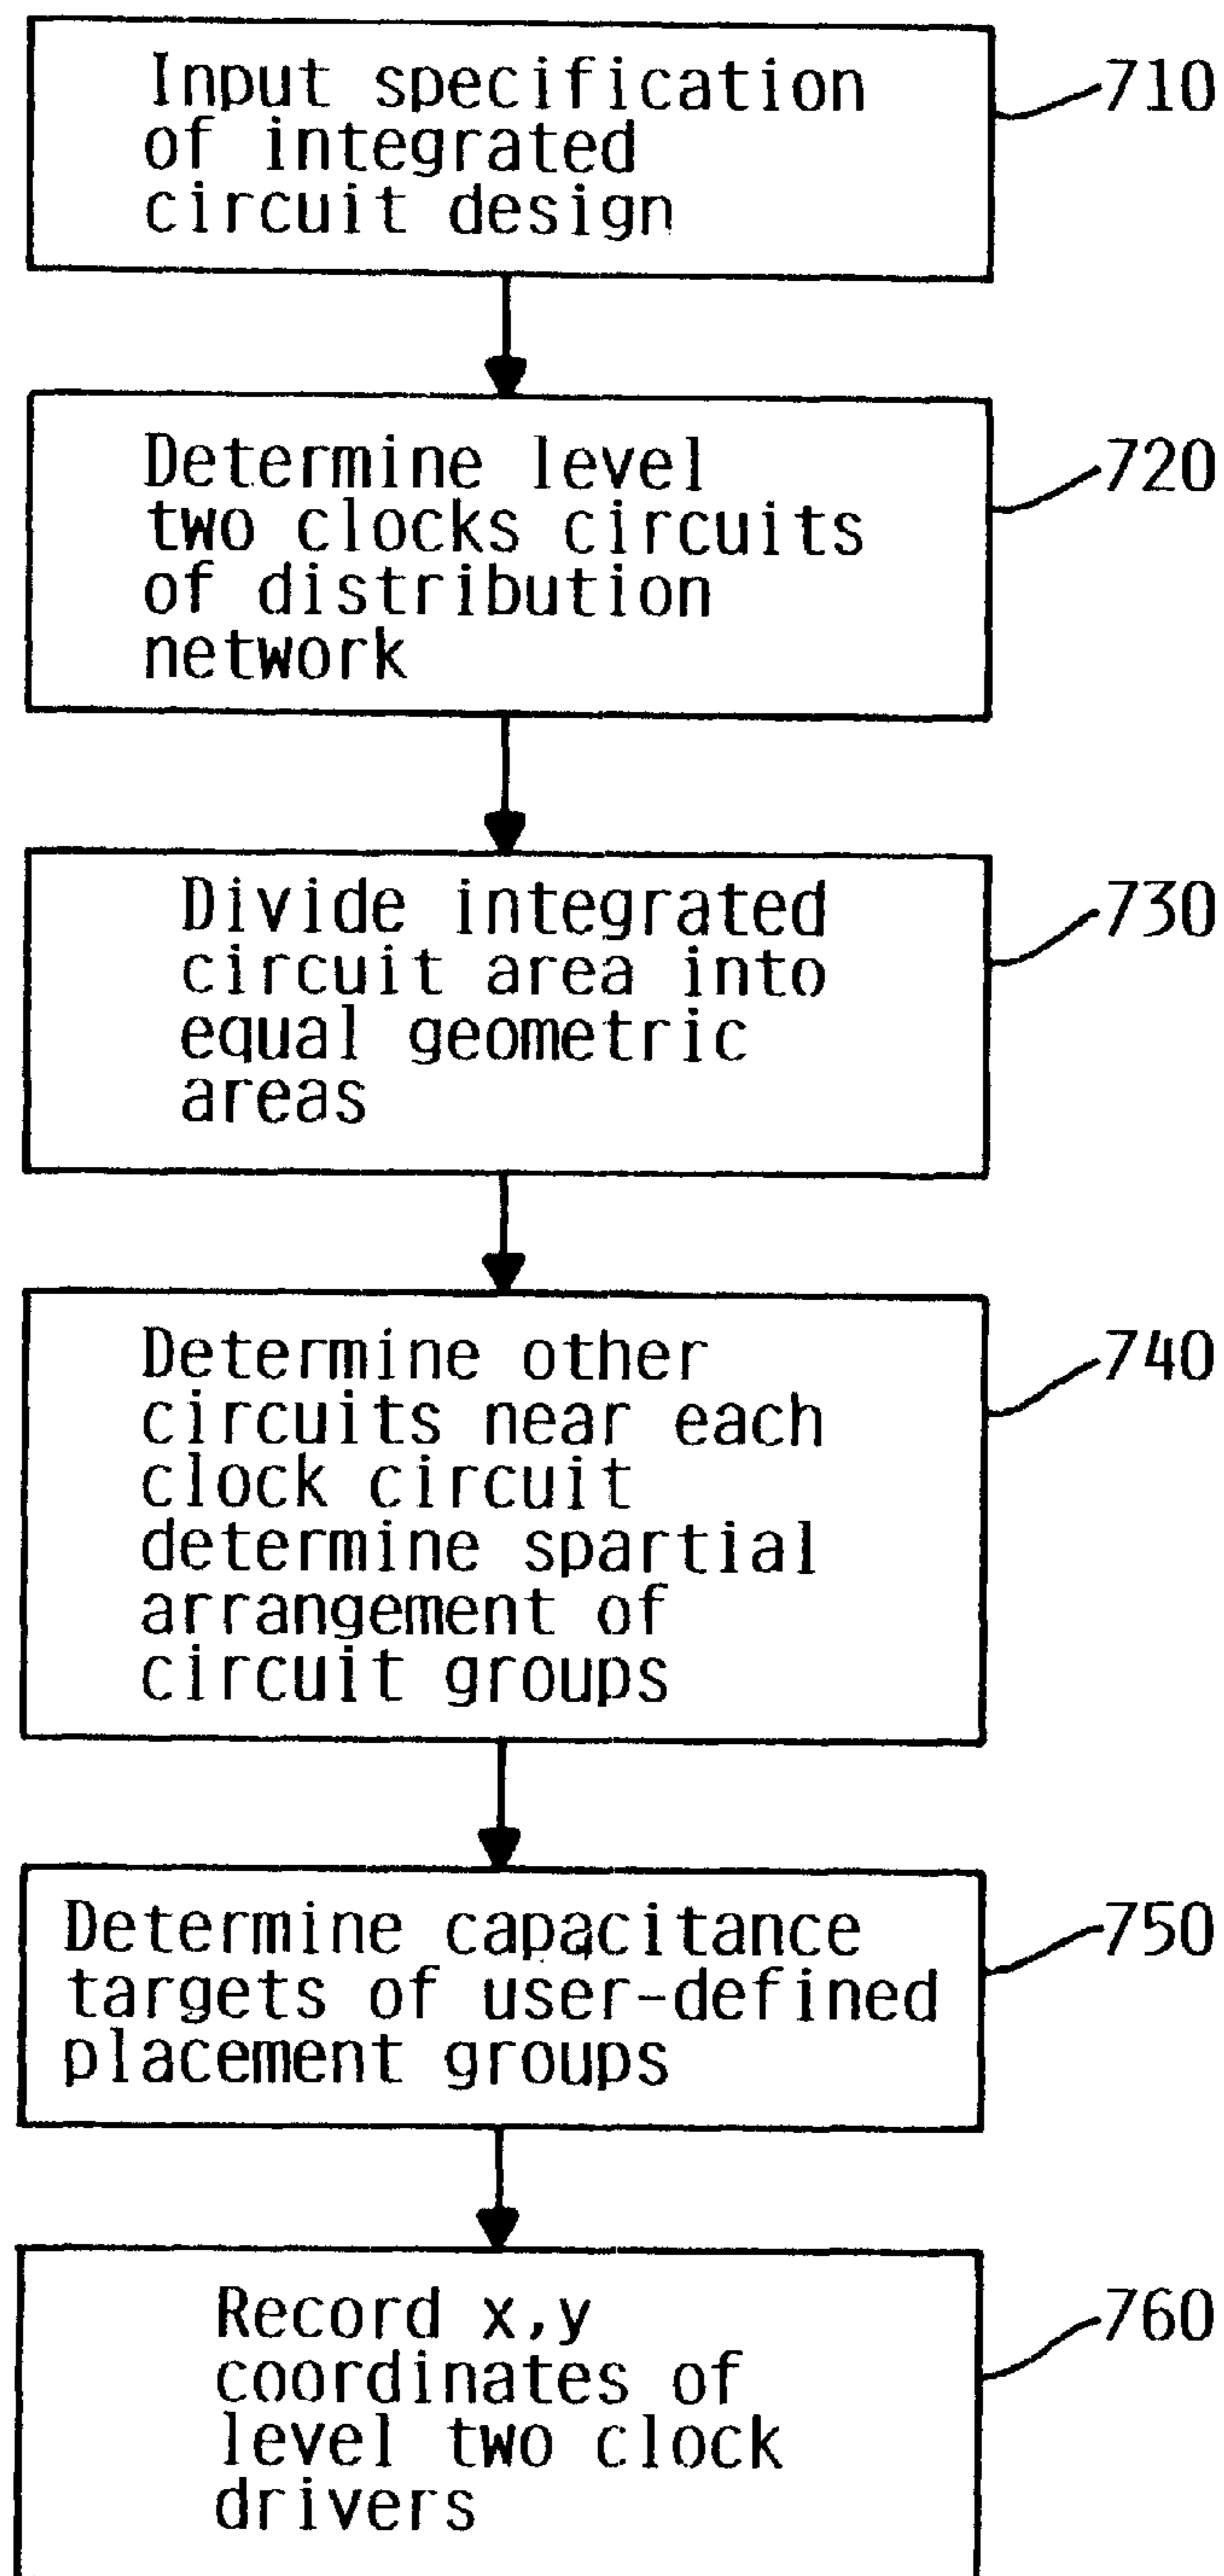 Input specification
of integrated
circuit design
710
Determine level
two clocks circuits
of distribution
network
720
Divide integrated
circuit area into
equal geometric
areas
730
Determine other
circuits near each
clock circuit
determine spartial
arrangement of
circuit groups
740
Determine capacitance
targets of user-defined
placement groups
750
Record x,y
coordinates of
level two clock
drivers
760